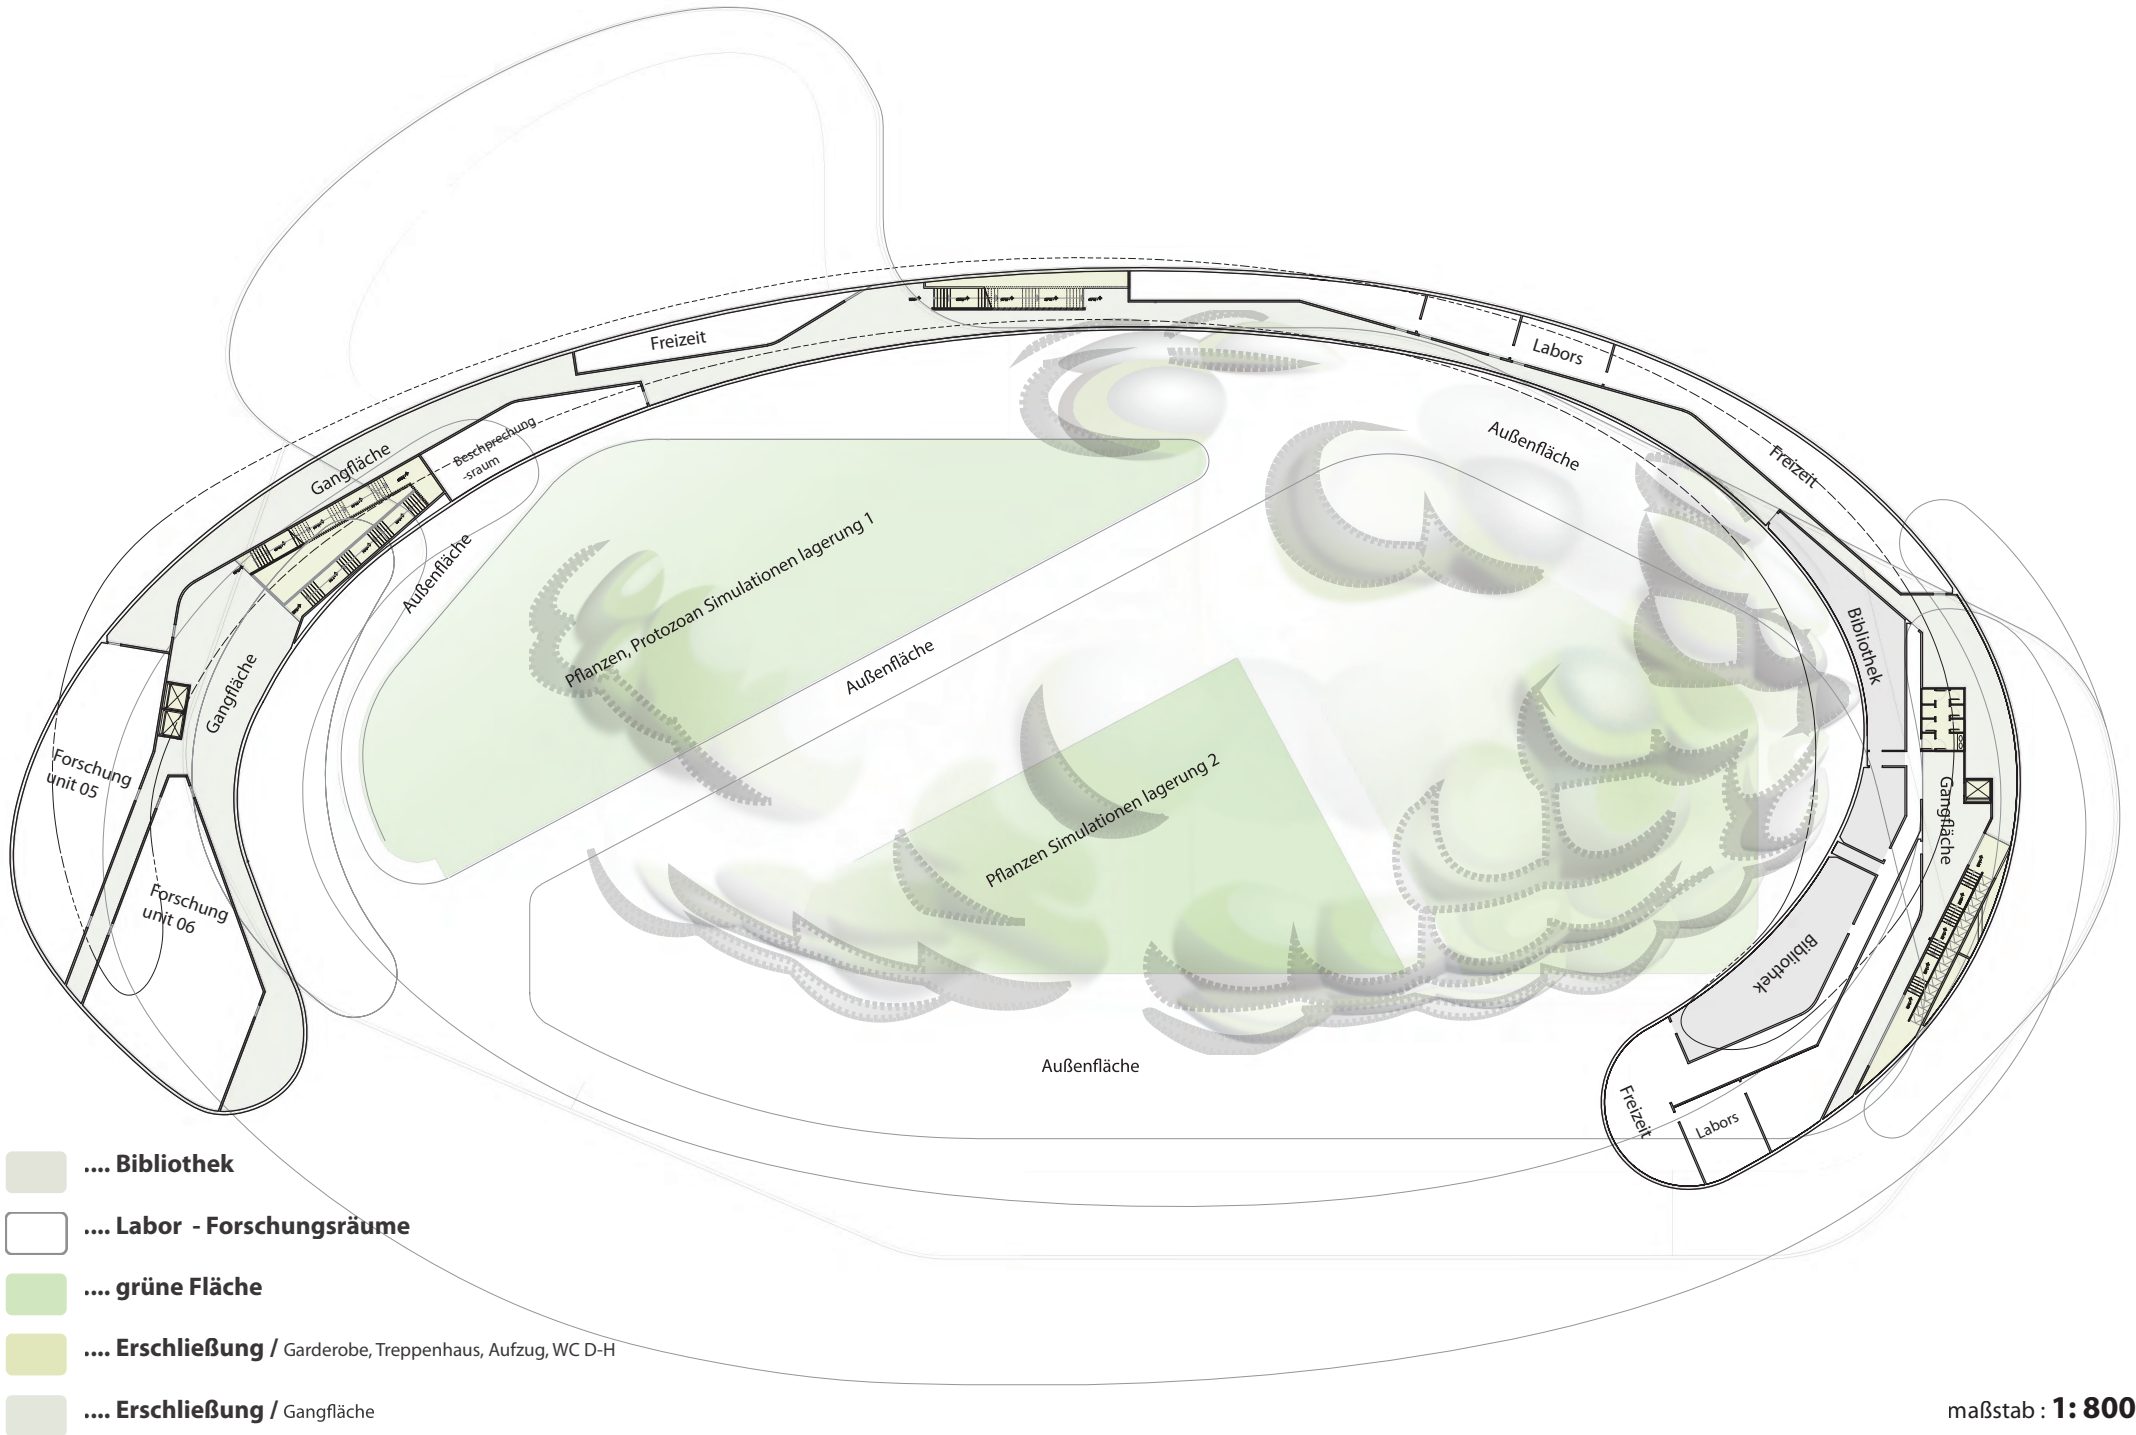 Freizeit
Labors
Außenfläche
Freizeit
Gangfläche
Beschprechung
-sraum
Außenfläche
Pflanzen, Protozoan Simulationen lagerung 1
Außenfläche
Bibliothek
Gangfläche
Forschung
unit 05
Pflanzen Simulationen lagerung 2
Gangfläche
Forschung
unit 06
Bibliothek
Außenfläche
Freizeit
Labors
.... Bibliothek
.... Labor - Forschungsräume
.... grüne Fläche
.... Erschließung / Garderobe, Treppenhaus, Aufzug, WC D-H
.... Erschließung / Gangfläche
maßstab : 1: 800